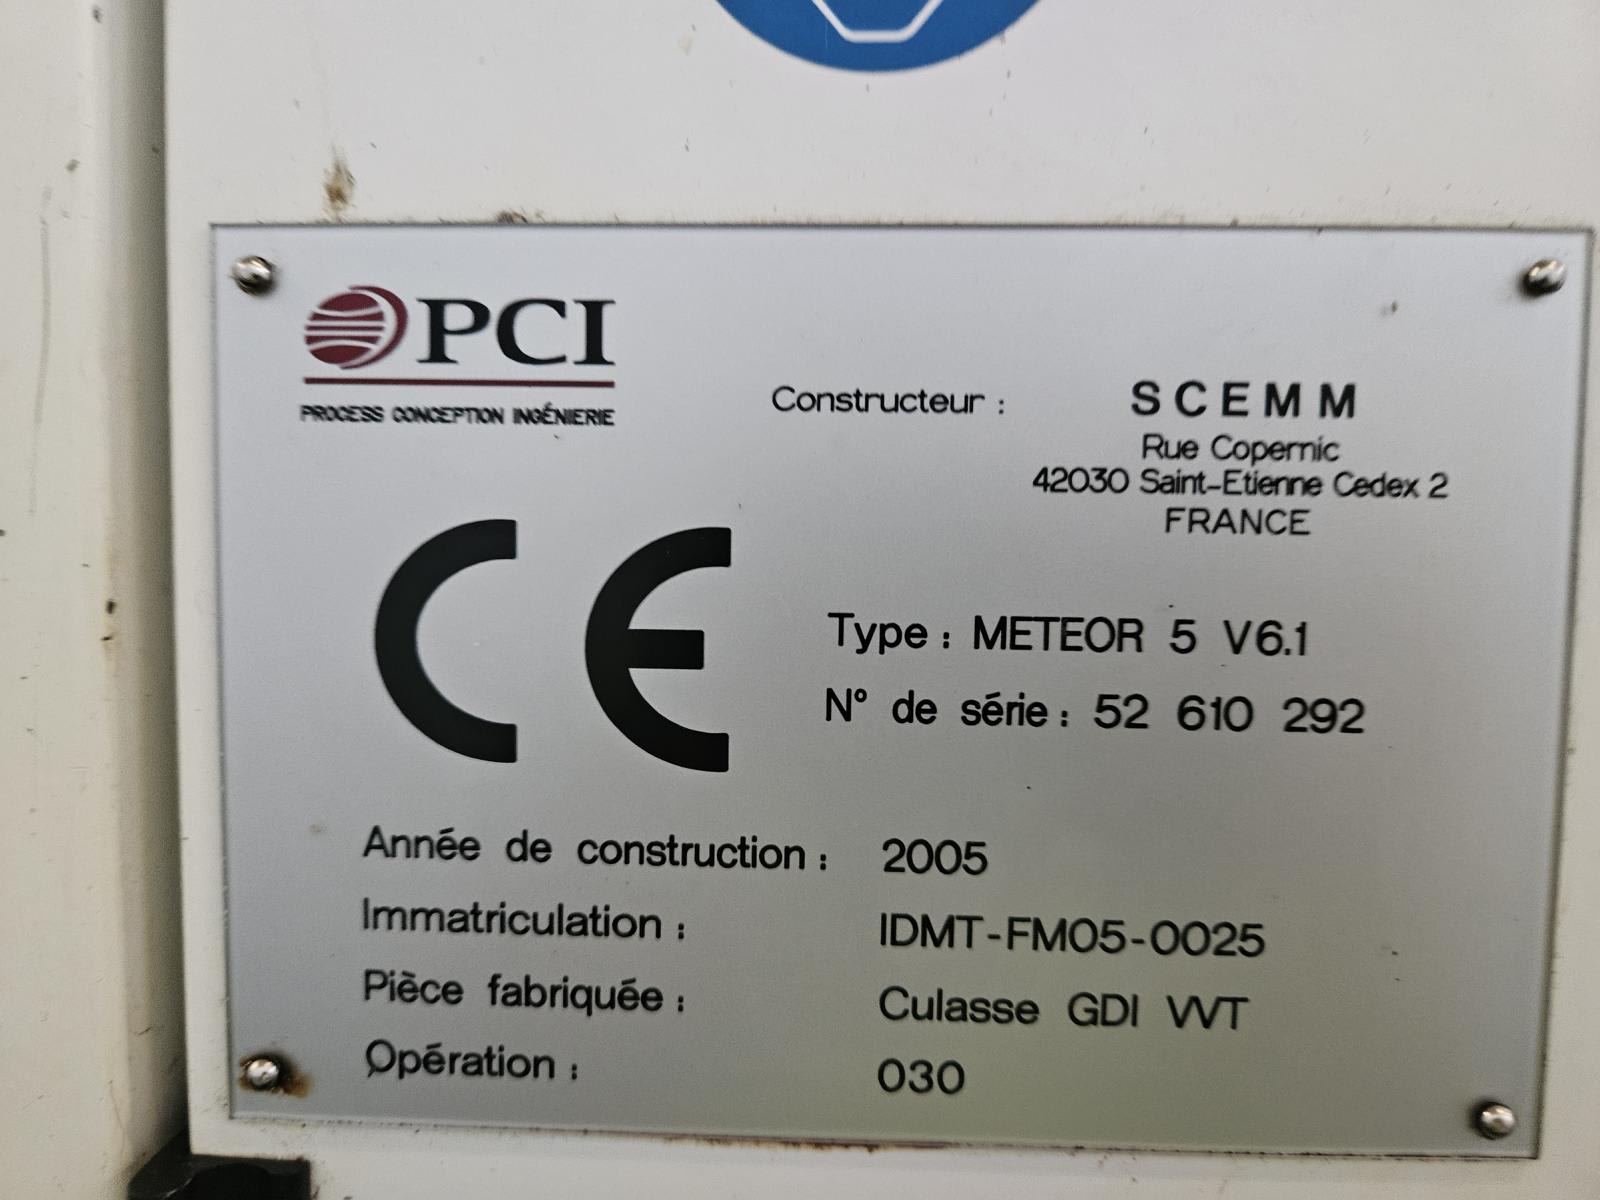 PCI
PROCESS CONCEPTION INGÉNIERIE
Constructeur : SCEMM
Rue Copernic
42030 Saint-Etienne Cedex 2
FRANCE
CE
Type : METEOR 5 V6.1
N° de série : 52 610 292
Année de construction : 2005
Immatriculation : IDMT-FM05-0025
Pièce fabriquée : Culasse GDI VVT
Opération : 030